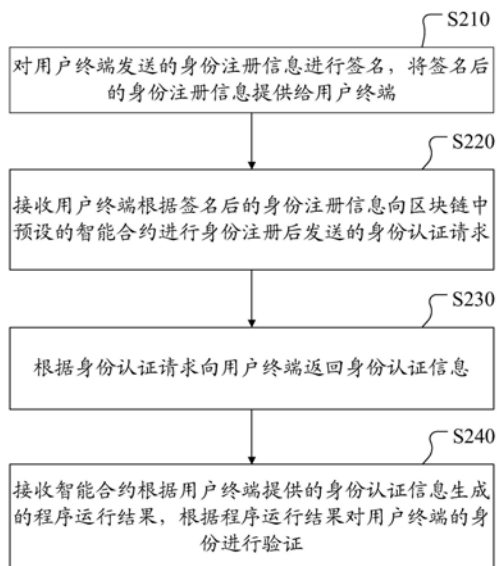 S210
对用户终端发送的身份注册信息进行签名，将签名后
的身份注册信息提供给用户终端
S220
接收用户终端根据签名后的身份注册信息向区块链中
预设的智能合约进行身份注册后发送的身份认证请求
S230
根据身份认证请求向用户终端返回身份认证信息
S240
接收智能合约根据用户终端提供的身份认证信息生成
的程序运行结果，根据程序运行结果对用户终端的身
份进行验证